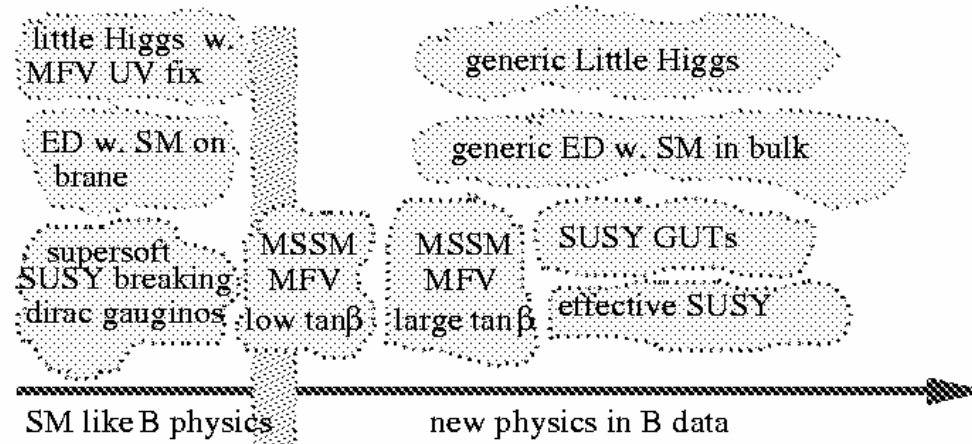 little Higgs w.
MFV UV fix
generic Little Higgs
ED w. SM on
brane
generic ED w. SM in bulk
supersoft
SUSY breaking
dirac gauginos
MSSM
MFV
low tanβ
MSSM
MFV
large tanβ
SUSY GUTs
effective SUSY
SM like B physics
new physics in B data